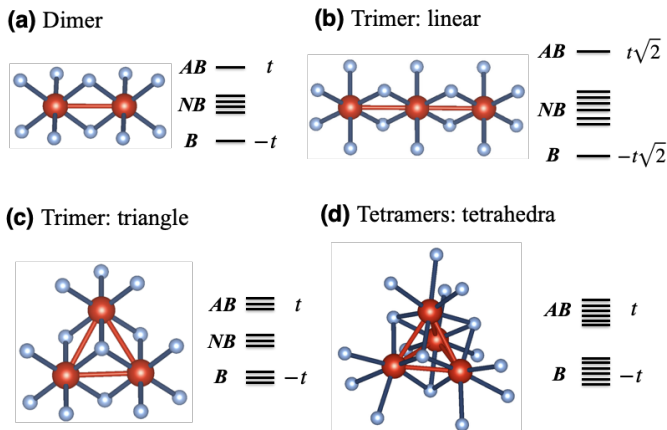 (a) Dimer
AB t
NB
B −t
(b) Trimer: linear
AB t√2
NB
B −t√2
(c) Trimer: triangle
AB t
NB
B −t
(d) Tetramers: tetrahedra
AB t
B −t